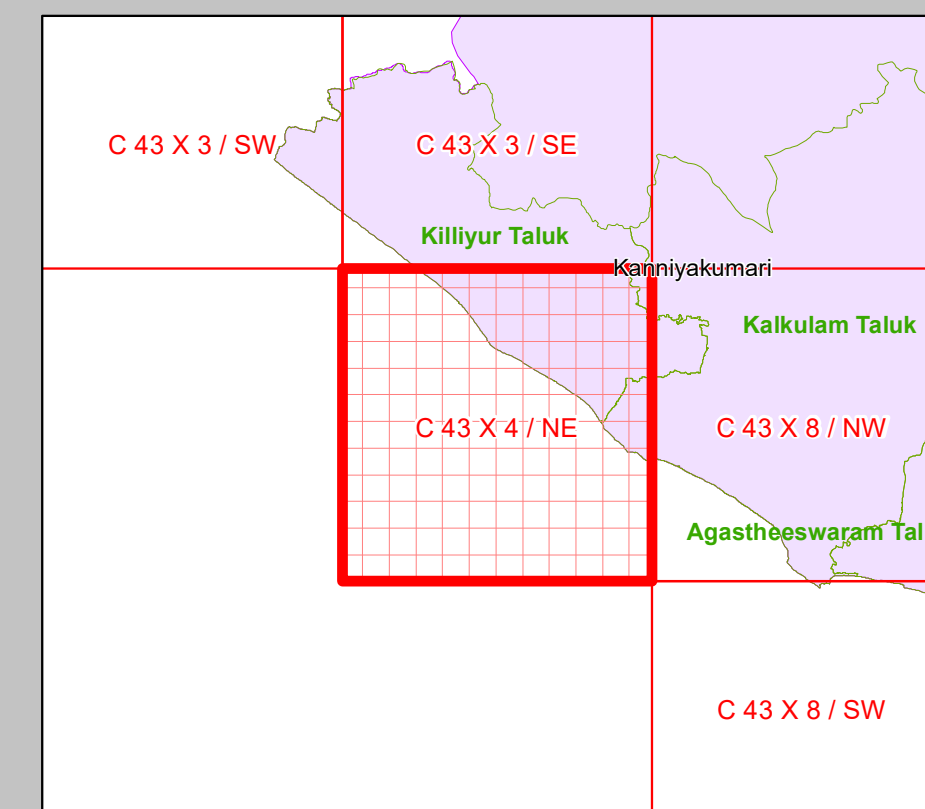 C 43 X 3 / SW
C 43 X 3 / SE
Killiyur Taluk
Kanniyakumari
Kalkulam Taluk
C 43 X 4 / NE
C 43 X 8 / NW
Agastheeswaram Tal
C 43 X 8 / SW